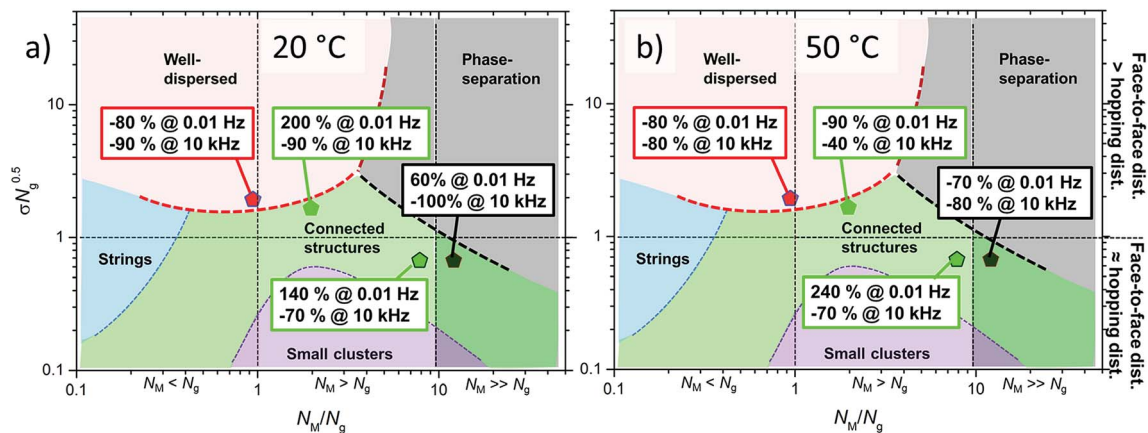 a)
20 °C
Well-dispersed
Phase-separation
-80 % @ 0.01 Hz
-90 % @ 10 kHz
200 % @ 0.01 Hz
-90 % @ 10 kHz
60% @ 0.01 Hz
-100% @ 10 kHz
Connected
structures
Strings
140 % @ 0.01 Hz
-70 % @ 10 kHz
Small clusters
10
1
0.1
σN_g^0.5
N_M < N_g
N_M > N_g
N_M >> N_g
0.1
1
10
N_M/N_g
b)
50 °C
Well-dispersed
Phase-separation
-80 % @ 0.01 Hz
-80 % @ 10 kHz
-90 % @ 0.01 Hz
-40 % @ 10 kHz
-70 % @ 0.01 Hz
-80 % @ 10 kHz
Connected
structures
Strings
240 % @ 0.01 Hz
-70 % @ 10 kHz
Small clusters
N_M < N_g
N_M > N_g
N_M >> N_g
0.1
1
10
N_M/N_g
Face-to-face dist.
> hopping dist.
Face-to-face dist.
≈ hopping dist.